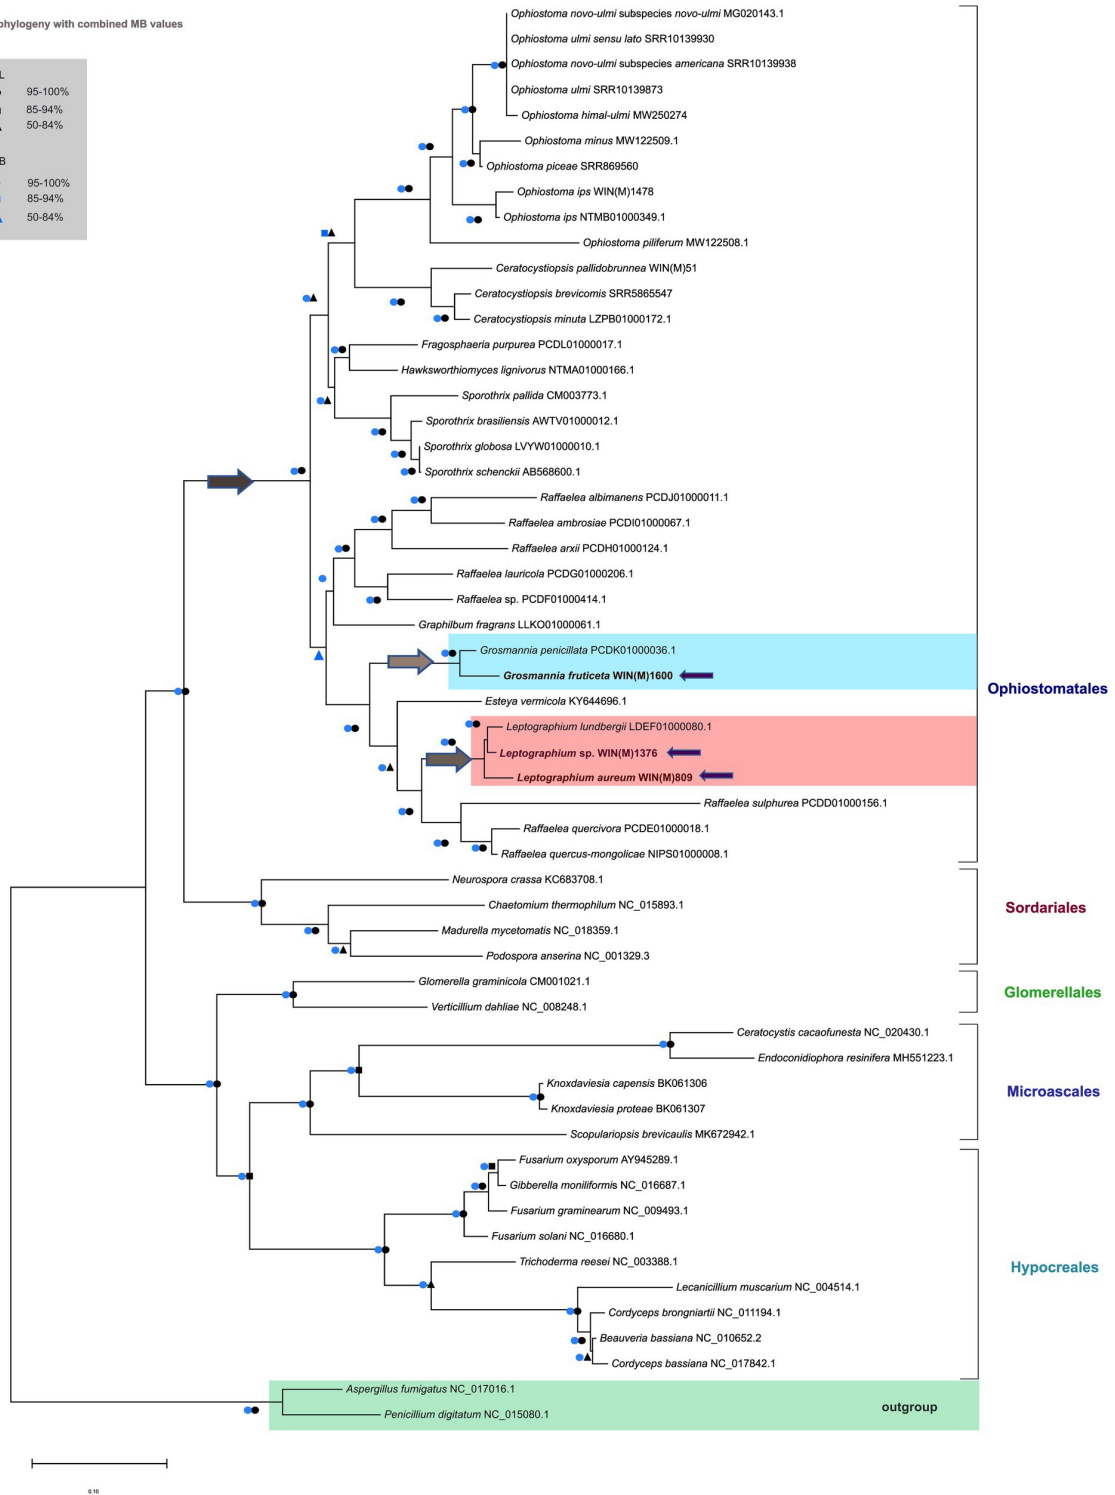 phylogeny with combined MB values
L
95-100%
85-94%
50-84%
B
95-100%
85-94%
50-84%
Ophiostoma novo-ulmi subspecies novo-ulmi MG020143.1
Ophiostoma ulmi sensu lato SRR10139930
Ophiostoma novo-ulmi subspecies americana SRR10139938
Ophiostoma ulmi SRR10139873
Ophiostoma himal-ulmi MW250274
Ophiostoma minus MW122509.1
Ophiostoma piceae SRR869560
Ophiostoma ips WIN(M)1478
Ophiostoma ips NTMB01000349.1
Ophiostoma piliferum MW122508.1
Ceratocystiopsis pallidobrunnea WIN(M)51
Ceratocystiopsis brevicomis SRR5865547
Ceratocystiopsis minuta LZPB01000172.1
Fragosphaeria purpurea PCDL01000017.1
Hawksworthiomyces lignivorus NTMA01000166.1
Sporothrix pallida CM003773.1
Sporothrix brasiliensis AWTV01000012.1
Sporothrix globosa LVYW01000010.1
Sporothrix schenckii AB568600.1
Raffaelea albimanens PCDJ01000011.1
Raffaelea ambrosiae PCDI01000067.1
Raffaelea arxii PCDH01000124.1
Raffaelea lauricola PCDG01000206.1
Raffaelea sp. PCDF01000414.1
Graphilbum fragrans LLKO01000061.1
Grosmannia penicillata PCDK01000036.1
Grosmannia fruticeta WIN(M)1600
Ophiostomatales
Esteya vermicola KY644696.1
Leptographium lundbergii LDEF01000080.1
Leptographium sp. WIN(M)1376
Leptographium aureum WIN(M)809
Raffaelea sulphurea PCDD01000156.1
Raffaelea quercivora PCDE01000018.1
Raffaelea quercus-mongolicae NIPS01000008.1
Neurospora crassa KC683708.1
Chaetomium thermophilum NC_015893.1
Sordariales
Madurella mycetomatis NC_018359.1
Podospora anserina NC_001329.3
Glomerella graminicola CM001021.1
Glomerellales
Verticillium dahliae NC_008248.1
Ceratocystis cacaofunesta NC_020430.1
Endoconidiophora resinifera MH551223.1
Knoxdaviesia capensis BK061306
Microascales
Knoxdaviesia proteae BK061307
Scopulariopsis brevicaulis MK672942.1
Fusarium oxysporum AY945289.1
Gibberella moniliformis NC_016687.1
Fusarium graminearum NC_009493.1
Fusarium solani NC_016680.1
Trichoderma reesei NC_003388.1
Hypocreales
Lecanicillium muscarium NC_004514.1
Cordyceps brongniartii NC_011194.1
Beauveria bassiana NC_010652.2
Cordyceps bassiana NC_017842.1
Aspergillus fumigatus NC_017016.1
outgroup
Penicillium digitatum NC_015080.1
0.10